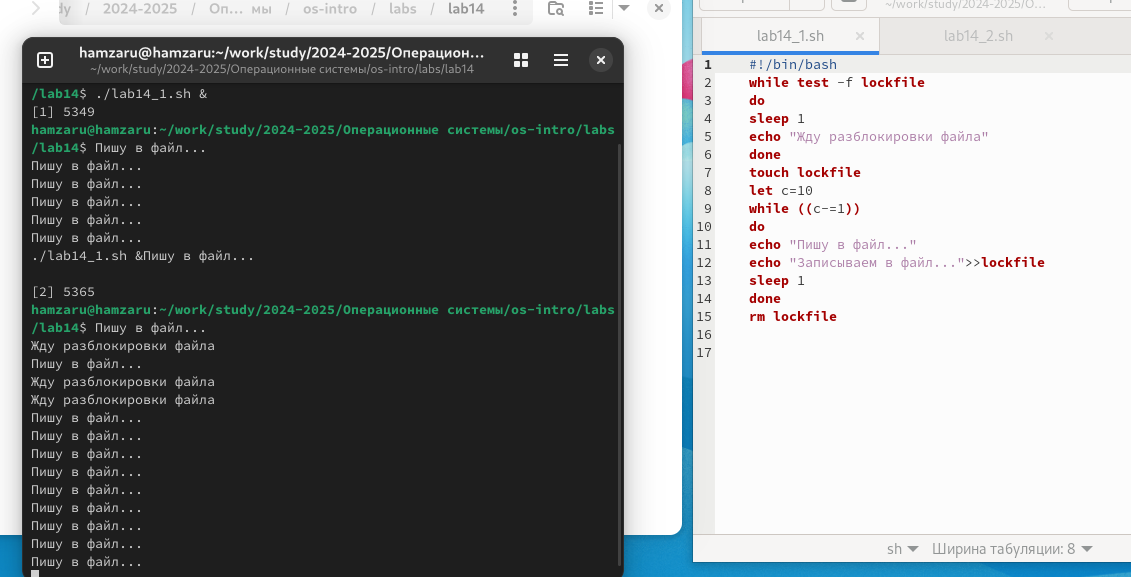 dy / 2024-2025 / Оп... мы / os-intro / labs / lab14
hamzaru@hamzaru:~/work/study/2024-2025/Операцион...
~/work/study/2024-2025/Операционные системы/os-intro/labs/lab14
/lab14$ ./lab14_1.sh &
[1] 5349
hamzaru@hamzaru:~/work/study/2024-2025/Операционные системы/os-intro/labs
/lab14$ Пишу в файл...
Пишу в файл...
Пишу в файл...
Пишу в файл...
Пишу в файл...
Пишу в файл...
./lab14_1.sh &Пишу в файл...
[2] 5365
hamzaru@hamzaru:~/work/study/2024-2025/Операционные системы/os-intro/labs
/lab14$ Пишу в файл...
Жду разблокировки файла
Пишу в файл...
Жду разблокировки файла
Жду разблокировки файла
Пишу в файл...
Пишу в файл...
Пишу в файл...
Пишу в файл...
Пишу в файл...
Пишу в файл...
Пишу в файл...
Пишу в файл...
Пишу в файл...
~/work/study/2024-2025/О...
lab14_1.sh
lab14_2.sh
1 #!/bin/bash
2 while test -f lockfile
3 do
4 sleep 1
5 echo "Жду разблокировки файла"
6 done
7 touch lockfile
8 let c=10
9 while ((c-=1))
10 do
11 echo "Пишу в файл..."
12 echo "Записываем в файл...">>lockfile
13 sleep 1
14 done
15 rm lockfile
16
17
sh Ширина табуляции: 8